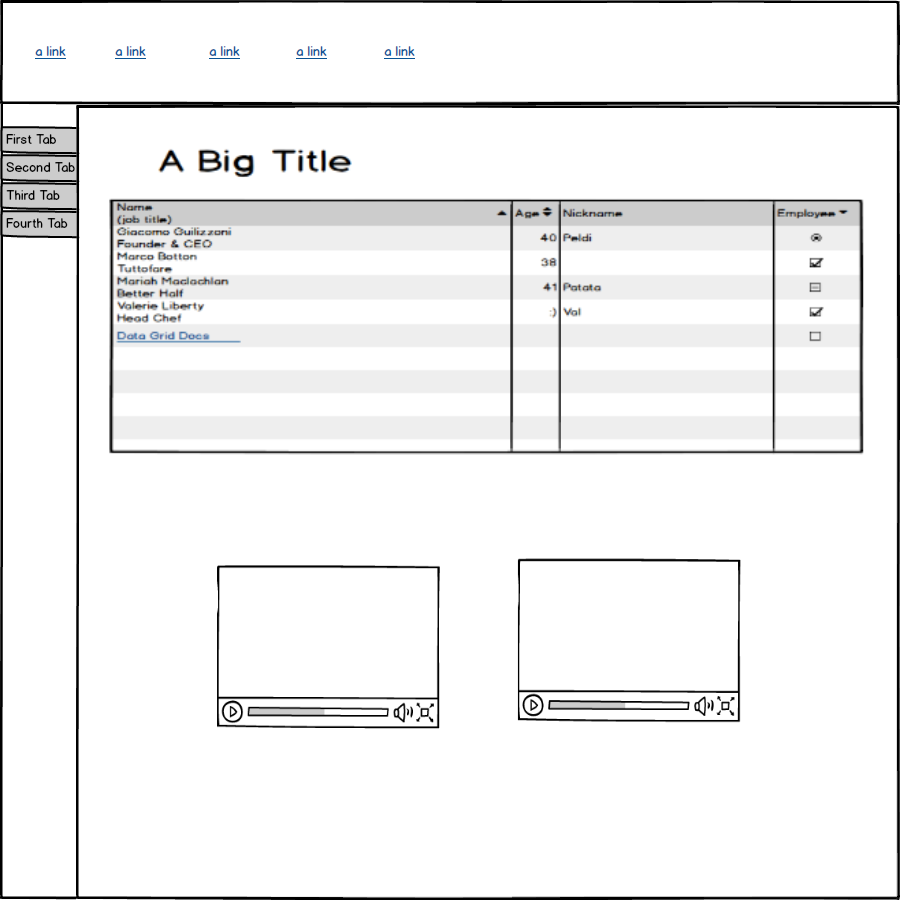 a link a link a link a link a link
First Tab
Second Tab
Third Tab
Fourth Tab
A Big Title
Name
(job title) Age Nickname Employee
Giacomo Guilizzoni
Founder & CEO 40 Peldi
Marco Botton
Tuttofare 38
Mariah Maclachlan
Better Half 41 Patata
Valerie Liberty
Head Chef :) Val
Data Grid Docs